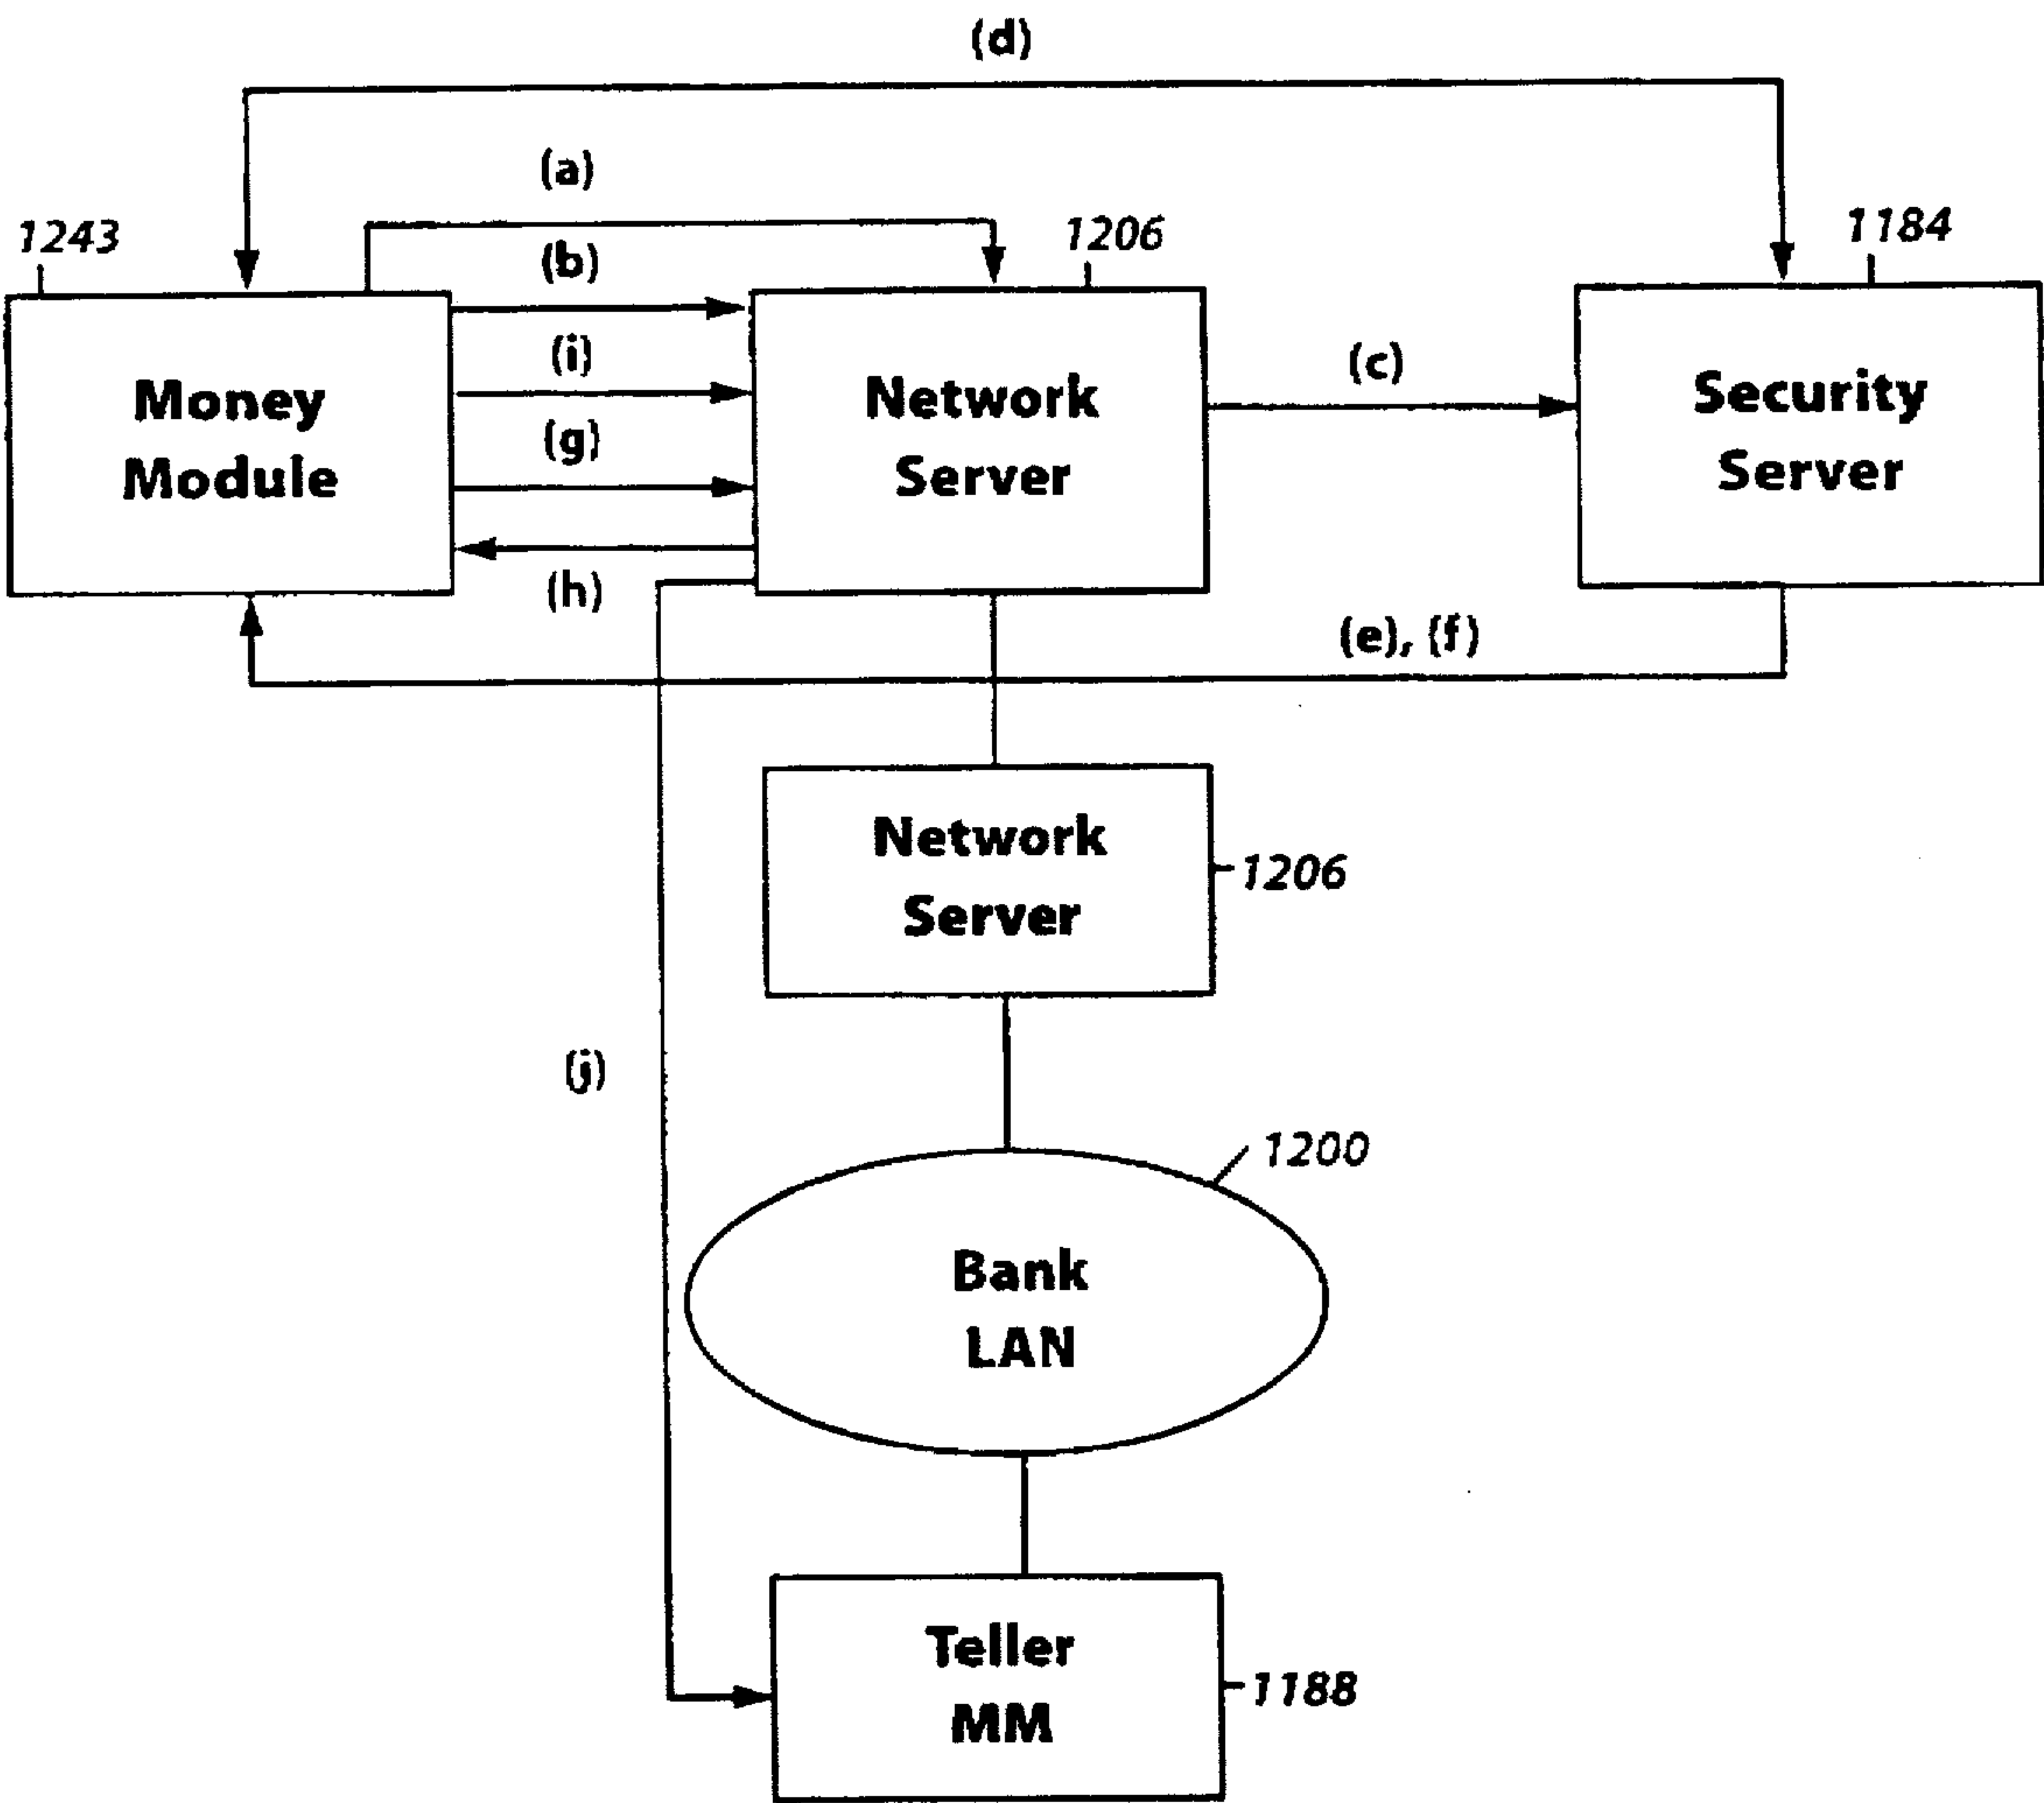 (d)
(a)
1243
1206
1184
(b)
(i)
(c)
Money
Module
Network
Server
Security
Server
(g)
(h)
(e), (f)
Network
Server
1206
(j)
1200
Bank
LAN
Teller
MM
1188